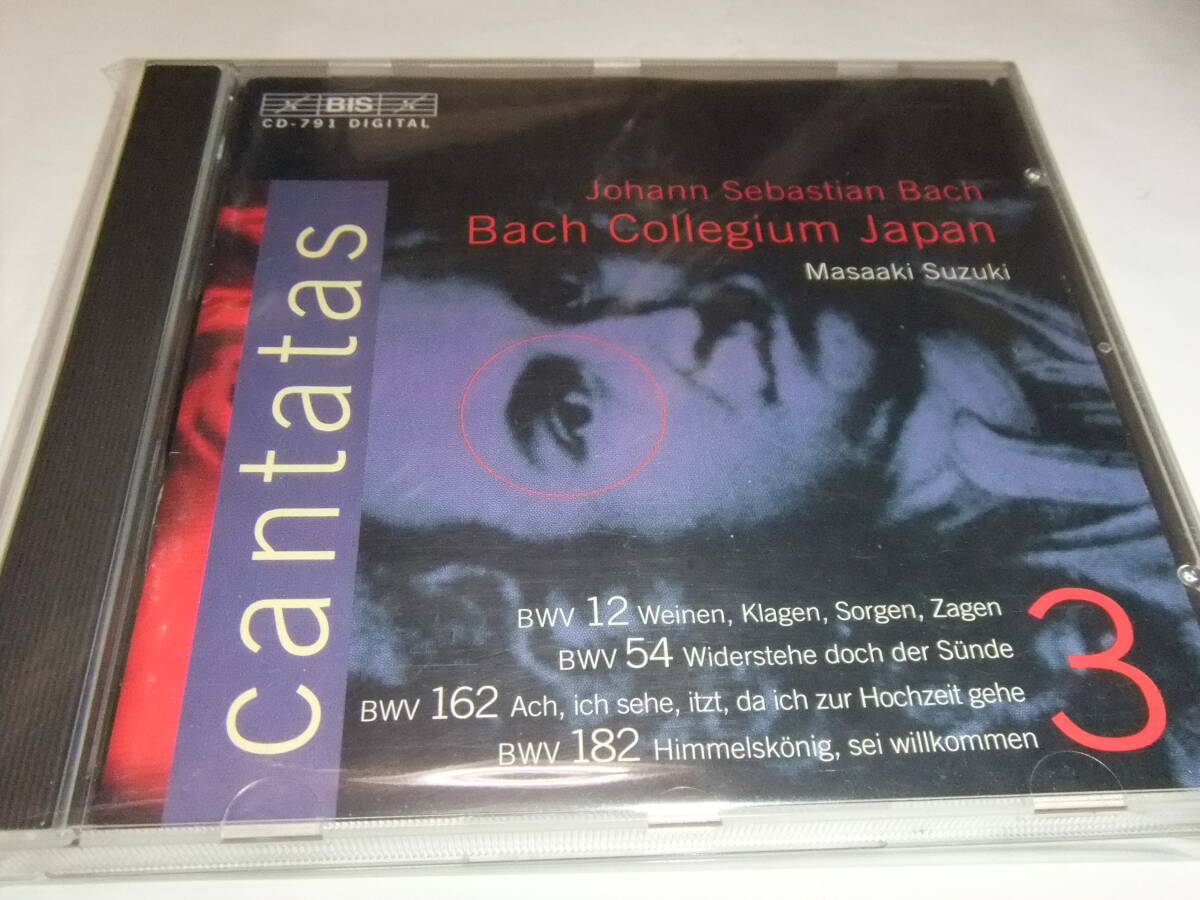 BIS
CD-791 DIGITAL
Johann Sebastian Bach
Bach Collegium Japan
Masaaki Suzuki
cantatas
BWV 12 Weinen, Klagen, Sorgen, Zagen
BWV 54 Widerstehe doch der Sünde
BWV 162 Ach, ich sehe, itzt, da ich zur Hochzeit gehe
BWV 182 Himmelskönig, sei willkommen
3